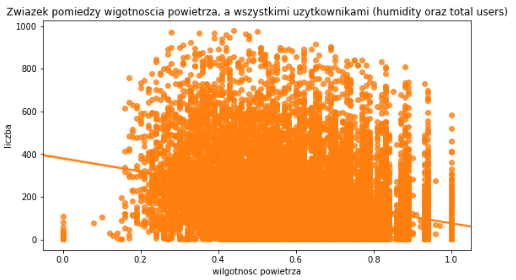 Zwiazek pomiedzy wigotnoscia powietrza, a wszystkimi uzytkownikami (humidity oraz total users)
1000
800
600
400
200
0
liczba
0.0 0.2 0.4 0.6 0.8 1.0
wilgotnosc powietrza